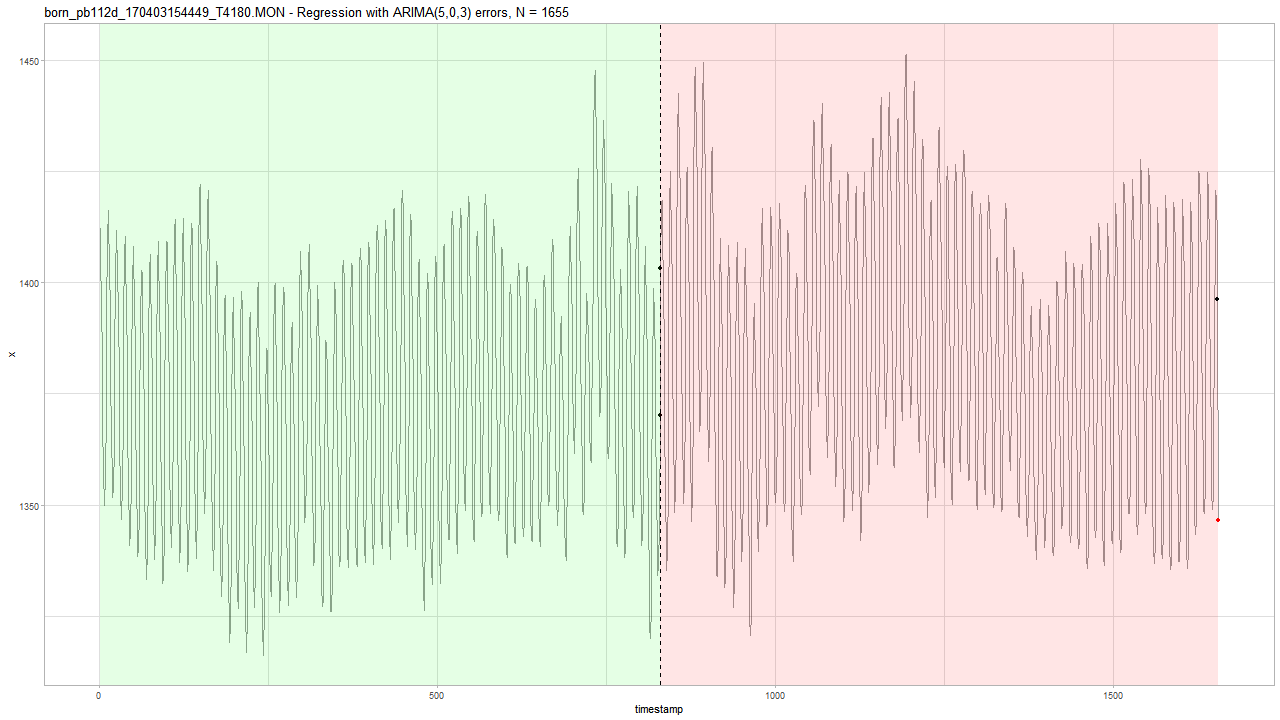 born_pb112d_170403154449_T4180.MON - Regression with ARIMA(5,0,3) errors, N = 1655
1450
1400
x
1350
0 500 1000 1500
timestamp